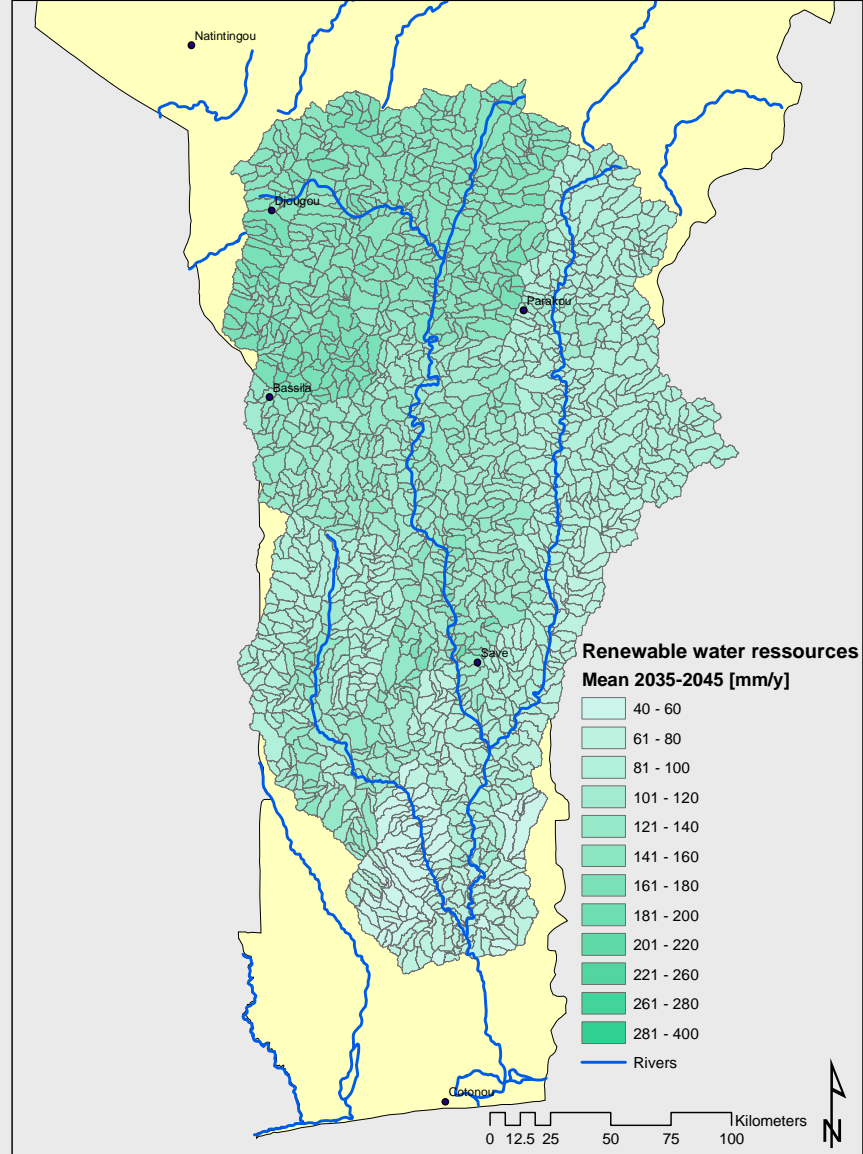 Natintingou
Djougou
Parakou
Bassila
Save
Renewable water ressources
Mean 2035-2045 [mm/y]
40 - 60
61 - 80
81 - 100
101 - 120
121 - 140
141 - 160
161 - 180
181 - 200
201 - 220
221 - 260
261 - 280
281 - 400
Rivers
Cotonou
Kilometers
0 12.5 25 50 75 100
N